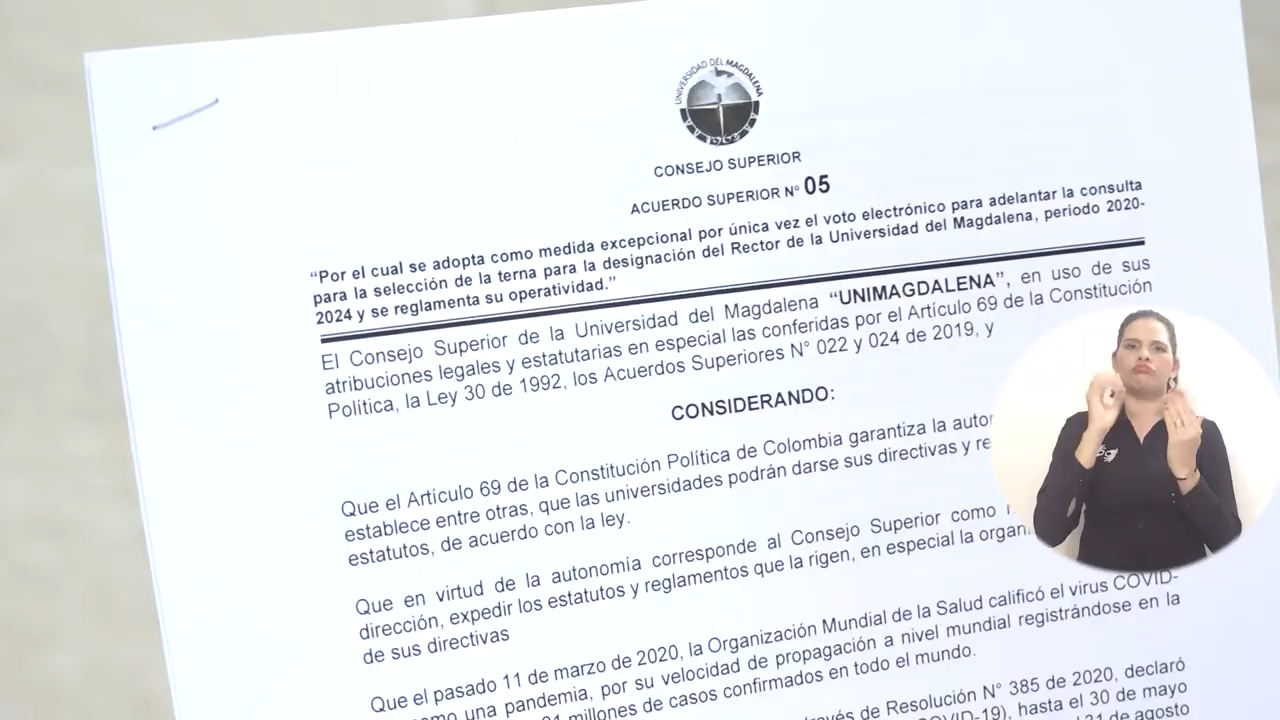 UNIVERSIDAD DEL MAGDALENA
CONSEJO SUPERIOR
ACUERDO SUPERIOR N° 05
“Por el cual se adopta como medida excepcional por única vez el voto electrónico para adelantar la consulta
para la selección de la terna para la designación del Rector de la Universidad del Magdalena, periodo 2020-
2024 y se reglamenta su operatividad.”
El Consejo Superior de la Universidad del Magdalena “UNIMAGDALENA”, en uso de sus
atribuciones legales y estatutarias en especial las conferidas por el Artículo 69 de la Constitución
Política, la Ley 30 de 1992, los Acuerdos Superiores N° 022 y 024 de 2019, y
CONSIDERANDO:
Que el Artículo 69 de la Constitución Política de Colombia garantiza la
establece entre otras, que las universidades podrán darse sus directivas y
estatutos, de acuerdo con la ley.
Que en virtud de la autonomía corresponde al Consejo Superior como
dirección, expedir los estatutos y reglamentos que la rigen, en especial la
de sus directivas
Que el pasado 11 de marzo de 2020, la Organización Mundial de la Salud calificó el virus COVID-
una pandemia, por su velocidad de propagación a nivel mundial registrándose en la
millones de casos confirmados en todo el mundo.
de Resolución N° 385 de 2020, declaró
hasta el 30 de mayo
de agosto